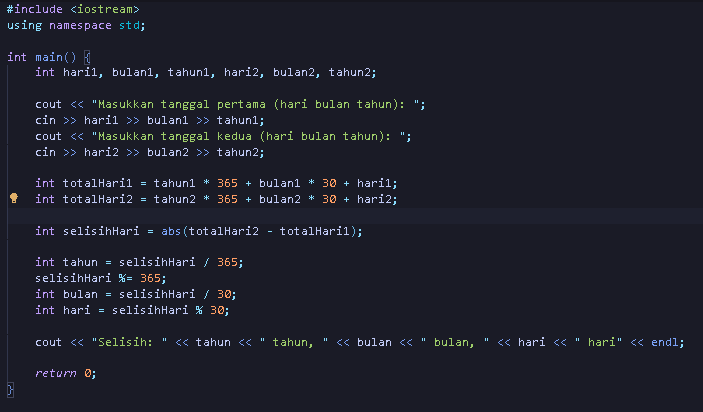 #include <iostream>
using namespace std;
int main() {
int hari1, bulan1, tahun1, hari2, bulan2, tahun2;
cout << "Masukkan tanggal pertama (hari bulan tahun): ";
cin >> hari1 >> bulan1 >> tahun1;
cout << "Masukkan tanggal kedua (hari bulan tahun): ";
cin >> hari2 >> bulan2 >> tahun2;
int totalHari1 = tahun1 * 365 + bulan1 * 30 + hari1;
int totalHari2 = tahun2 * 365 + bulan2 * 30 + hari2;
int selisihHari = abs(totalHari2 - totalHari1);
int tahun = selisihHari / 365;
selisihHari %= 365;
int bulan = selisihHari / 30;
int hari = selisihHari % 30;
cout << "Selisih: " << tahun << " tahun, " << bulan << " bulan, " << hari << " hari" << endl;
return 0;
}